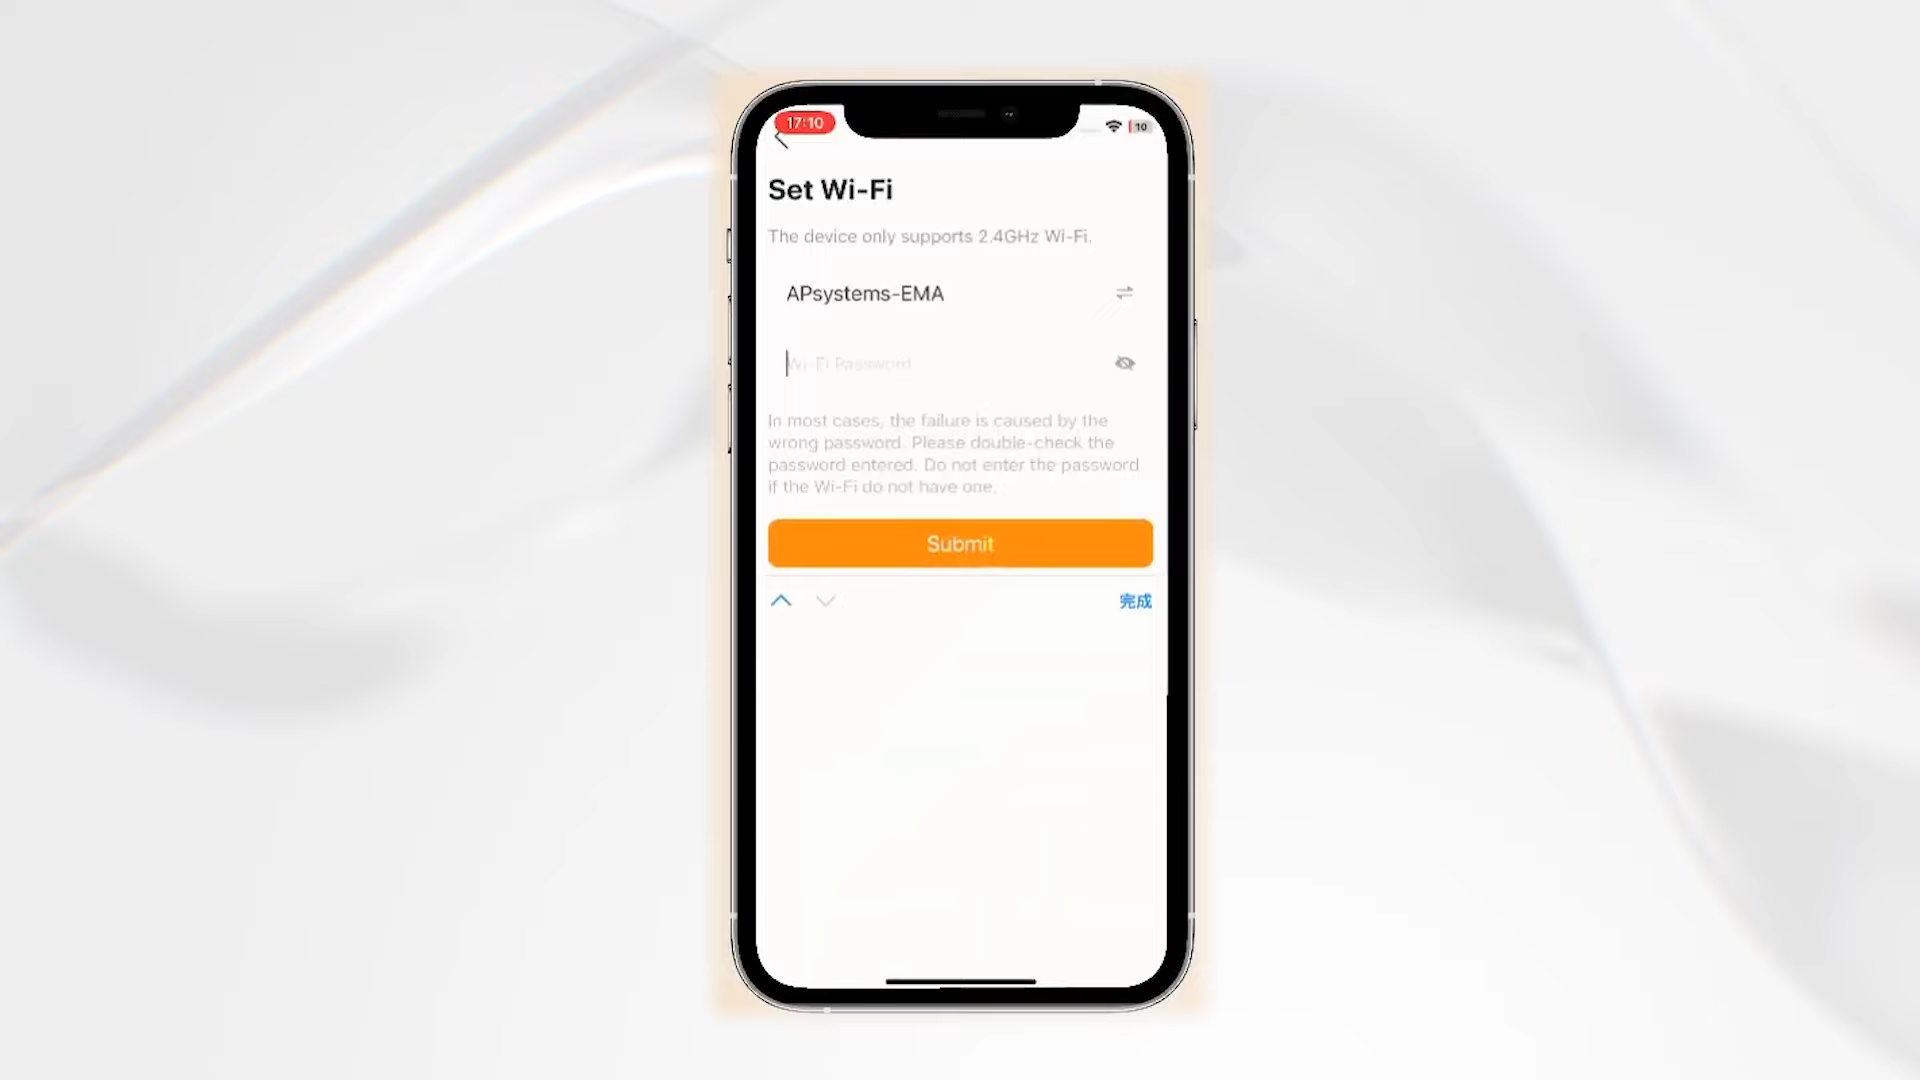 17:10
10
Set Wi-Fi
The device only supports 2.4GHz Wi-Fi.
APsystems-EMA
Wi-Fi Password
In most cases, the failure is caused by the
wrong password. Please double-check the
password entered. Do not enter the password
if the Wi-Fi do not have one.
Submit
完成